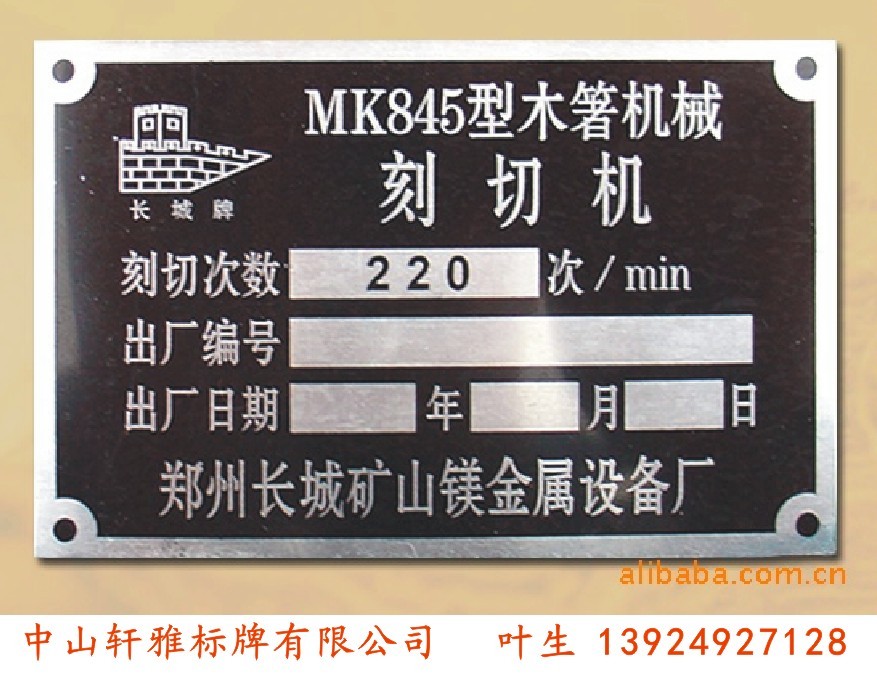 MK845型木箸机械
刻切机
长城牌
刻切次数 220 次/min
出厂编号
出厂日期 年 月 日
郑州长城矿山镁金属设备厂
alibaba.com.cn
中山轩雅标牌有限公司 叶生 13924927128